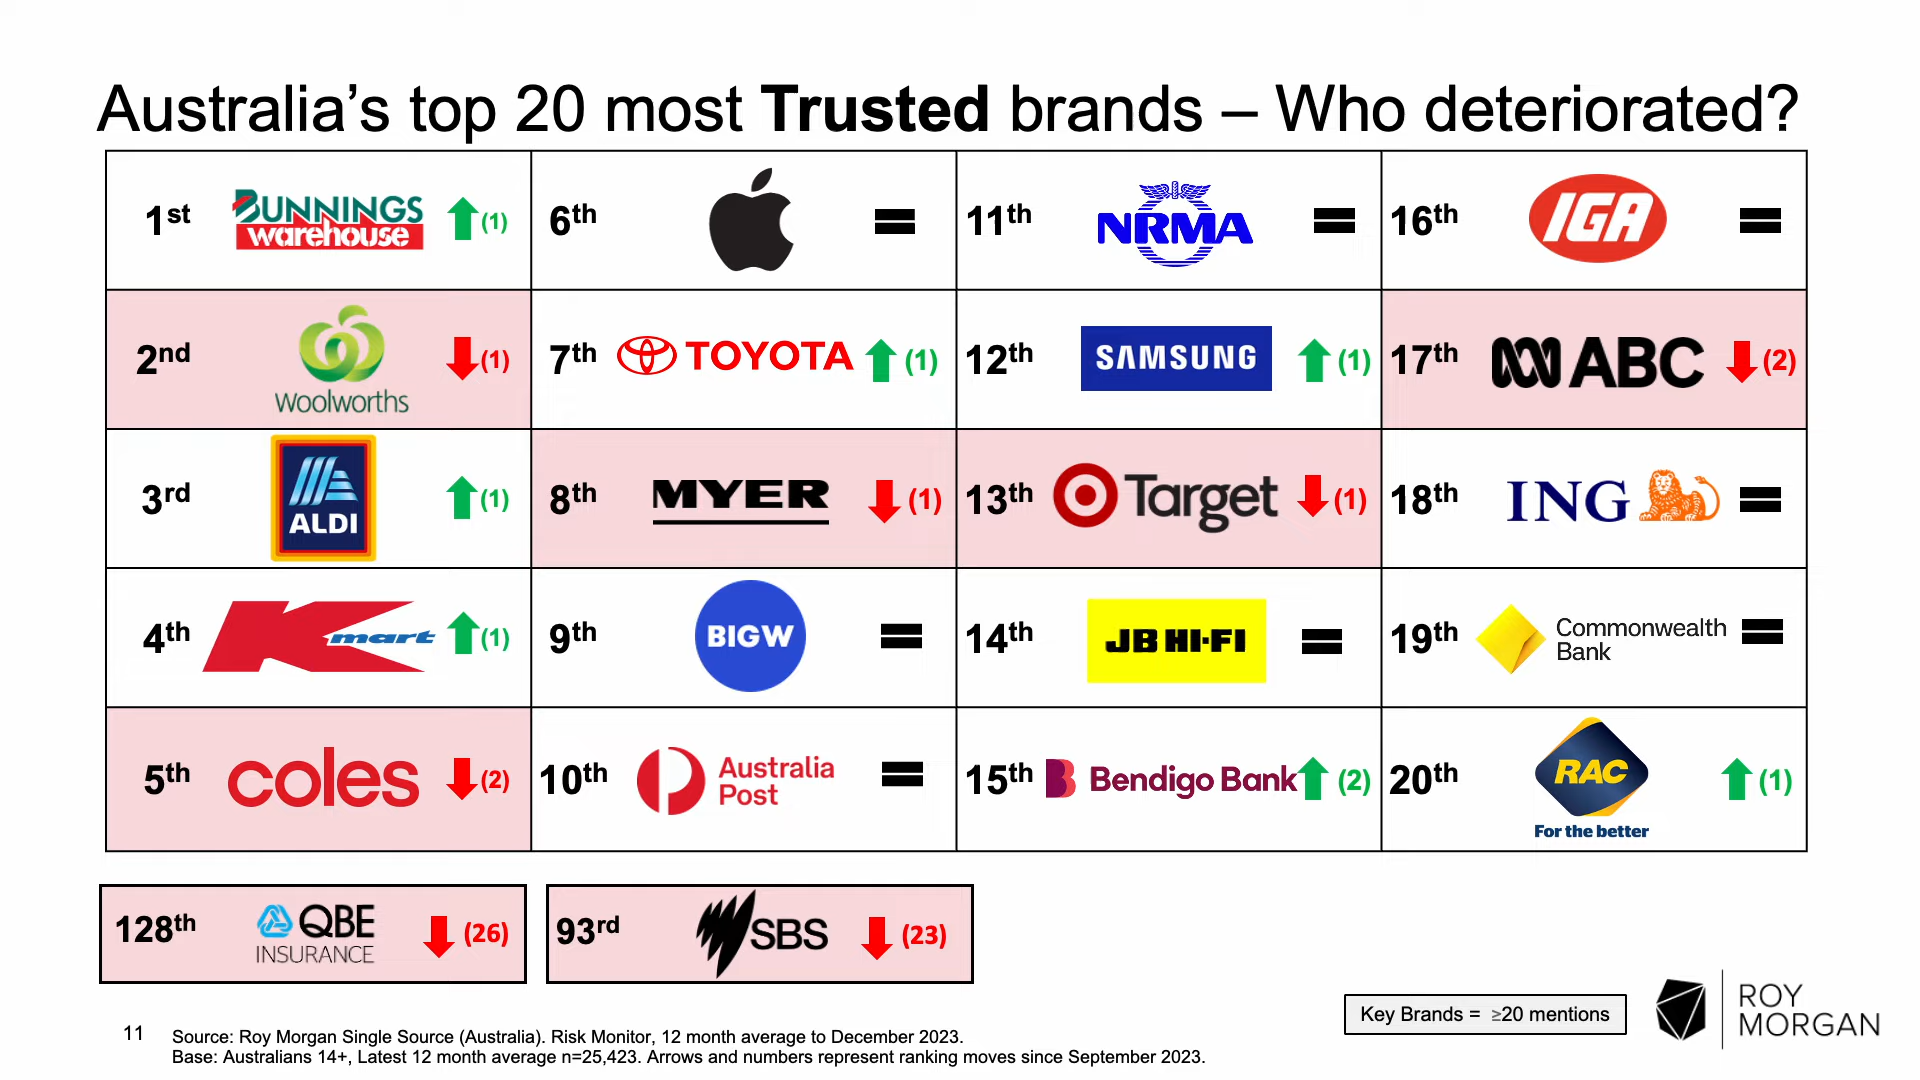 Australia’s top 20 most Trusted brands – Who deteriorated?
1st BUNNINGS warehouse (1)
2nd Woolworths (1)
3rd ALDI (1)
4th Kmart (1)
5th coles (2)
6th
7th TOYOTA (1)
8th MYER (1)
9th BIG W
10th Australia Post
11th NRMA
12th SAMSUNG (1)
13th Target (1)
14th JB HI-FI
15th Bendigo Bank (2)
16th IGA
17th ABC (2)
18th ING
19th Commonwealth Bank
20th RAC For the better (1)
128th QBE INSURANCE (26)
93rd SBS (23)
Key Brands = ≥20 mentions
ROY
MORGAN
11
Source: Roy Morgan Single Source (Australia). Risk Monitor, 12 month average to December 2023.
Base: Australians 14+, Latest 12 month average n=25,423. Arrows and numbers represent ranking moves since September 2023.